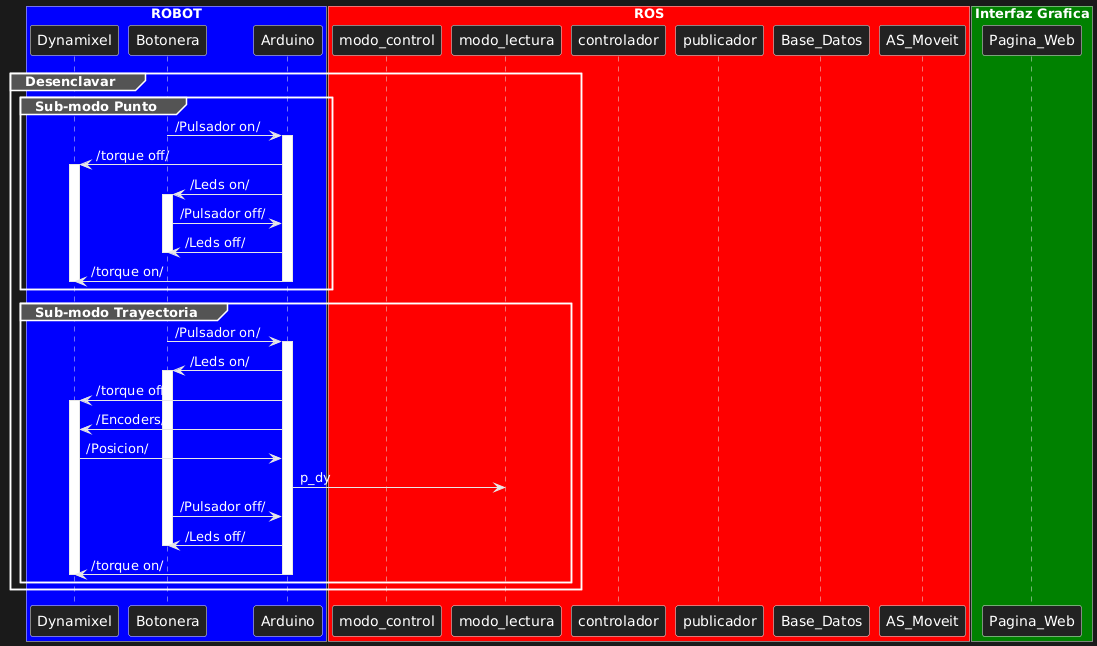 ROBOT ROS Interfaz Grafica
Dynamixel Botonera Arduino modo_control modo_lectura controlador publicador Base_Datos AS_Moveit Pagina_Web
Desenclavar
Sub-modo Punto
/Pulsador on/
/torque off/
/Leds on/
/Pulsador off/
/Leds off/
/torque on/
Sub-modo Trayectoria
/Pulsador on/
/Leds on/
/torque off
/Encoders/
/Posicion/
p_dy
/Pulsador off/
/Leds off/
/torque on/
Dynamixel Botonera Arduino modo_control modo_lectura controlador publicador Base_Datos AS_Moveit Pagina_Web